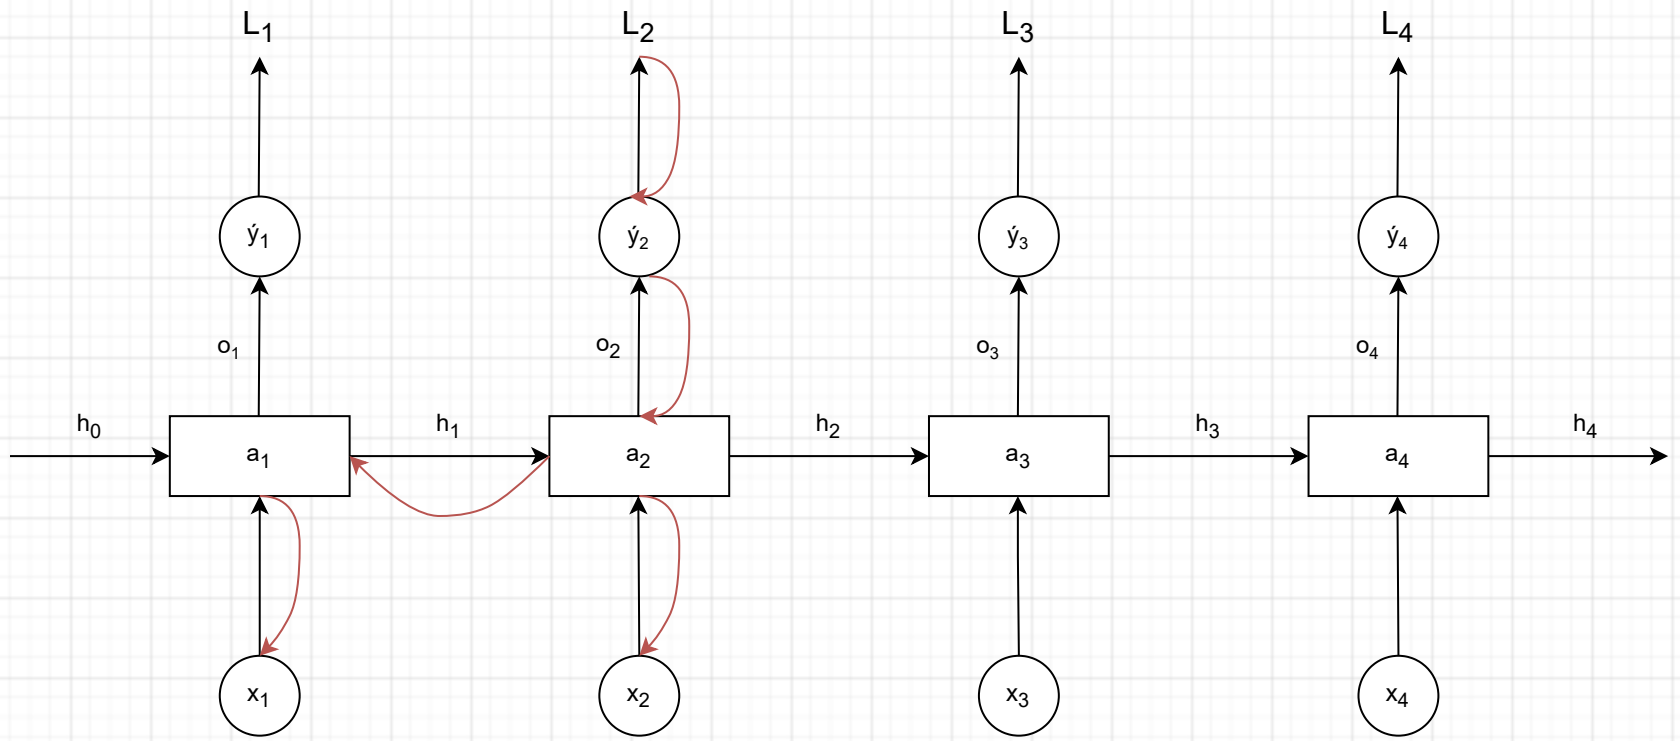 L₁ L₂ L₃ L₄
ý₁ ý₂ ý₃ ý₄
o₁ o₂ o₃ o₄
h₀ h₁ h₂ h₃ h₄
a₁ a₂ a₃ a₄
x₁ x₂ x₃ x₄